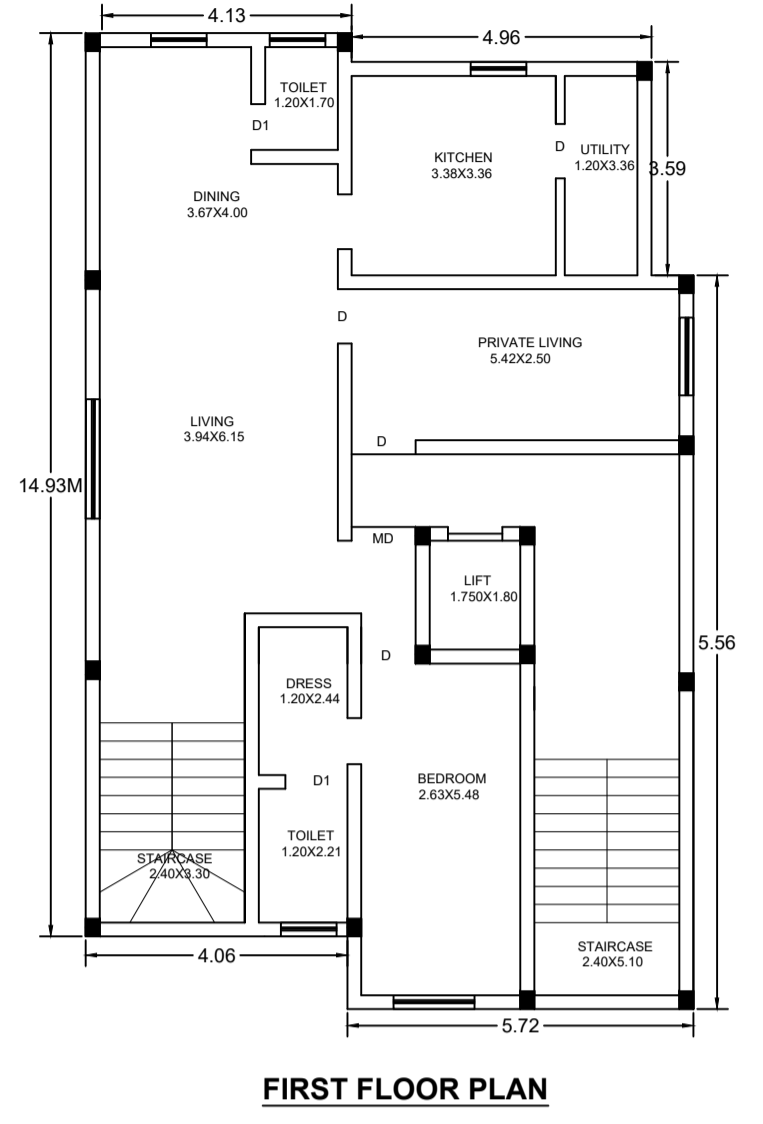 4.13
4.96
TOILET
1.20X1.70
D1
KITCHEN
3.38X3.36
D
UTILITY
1.20X3.36
3.59
DINING
3.67X4.00
D
PRIVATE LIVING
5.42X2.50
LIVING
3.94X6.15
D
14.93M
MD
LIFT
1.750X1.80
5.56
D
DRESS
1.20X2.44
D1
BEDROOM
2.63X5.48
TOILET
1.20X2.21
STAIRCASE
2.40X3.30
STAIRCASE
2.40X5.10
4.06
5.72
FIRST FLOOR PLAN